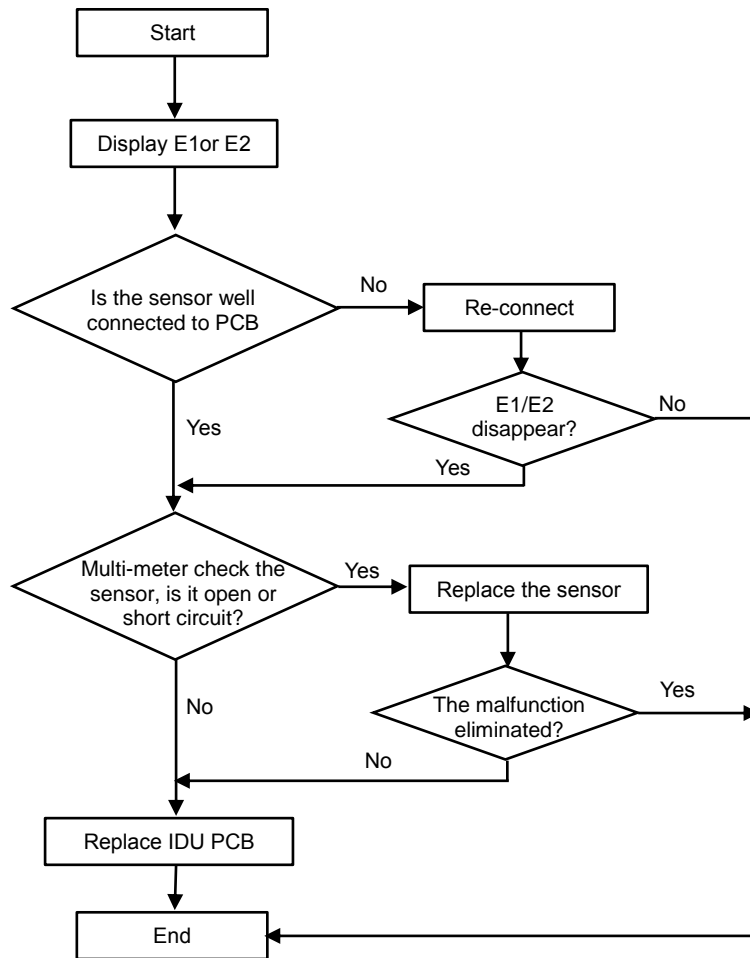 Start
Display E1or E2
Is the sensor well
connected to PCB
No
Re-connect
E1/E2
disappear?
No
Yes
Yes
Multi-meter check the
sensor, is it open or
short circuit?
Yes
Replace the sensor
The malfunction
eliminated?
Yes
No
No
Replace IDU PCB
End